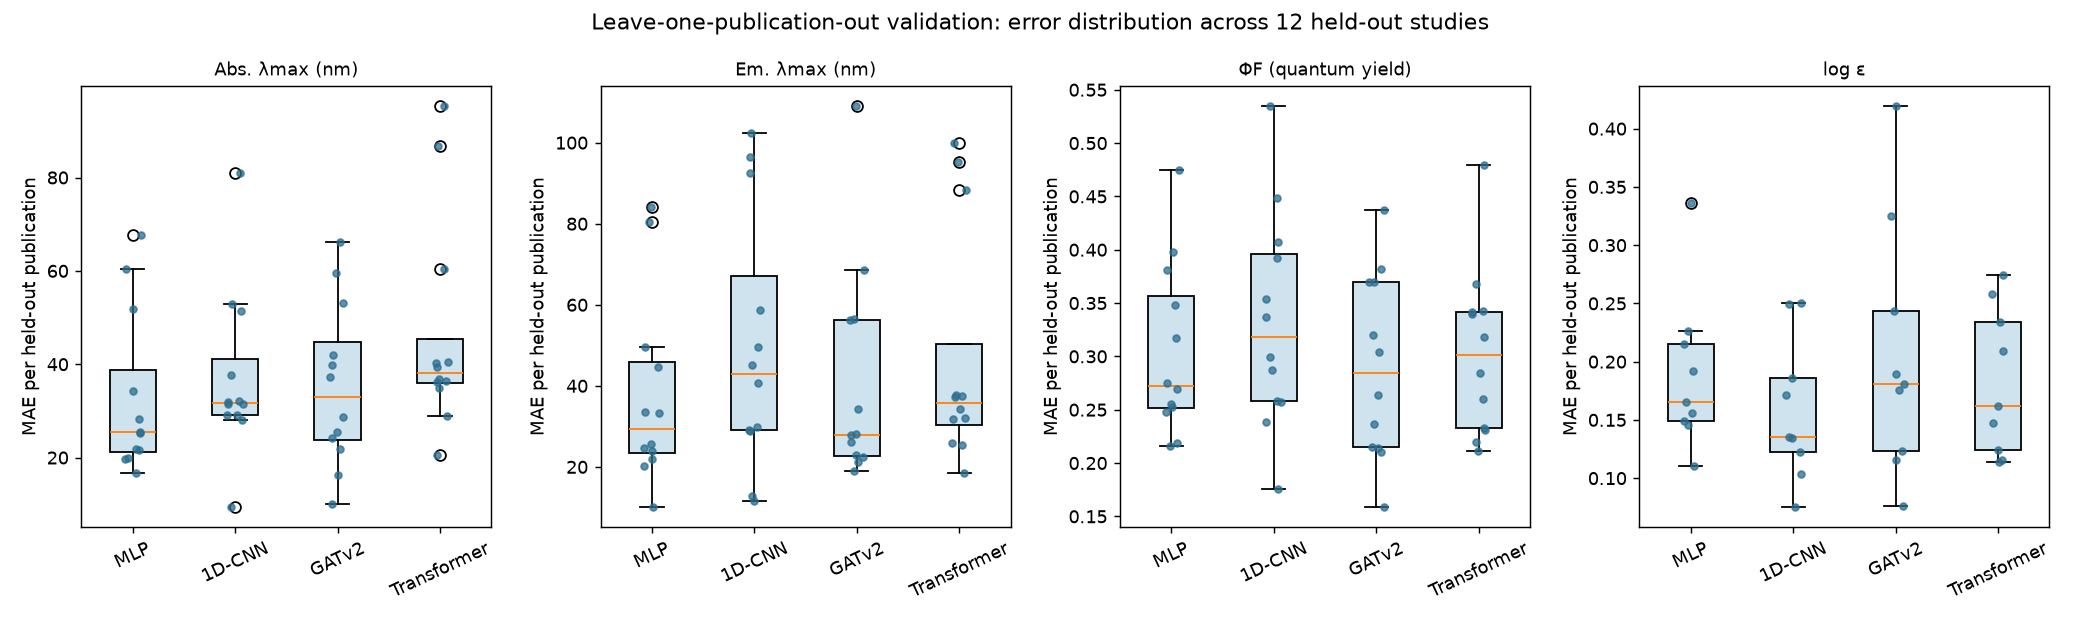 Leave-one-publication-out validation: error distribution across 12 held-out studies
Abs. λmax (nm)
MAE per held-out publication
80
60
40
20
MLP
1D-CNN
GATv2
Transformer
Em. λmax (nm)
MAE per held-out publication
100
80
60
40
20
MLP
1D-CNN
GATv2
Transformer
ΦF (quantum yield)
MAE per held-out publication
0.55
0.50
0.45
0.40
0.35
0.30
0.25
0.20
0.15
MLP
1D-CNN
GATv2
Transformer
log ε
MAE per held-out publication
0.40
0.35
0.30
0.25
0.20
0.15
0.10
MLP
1D-CNN
GATv2
Transformer